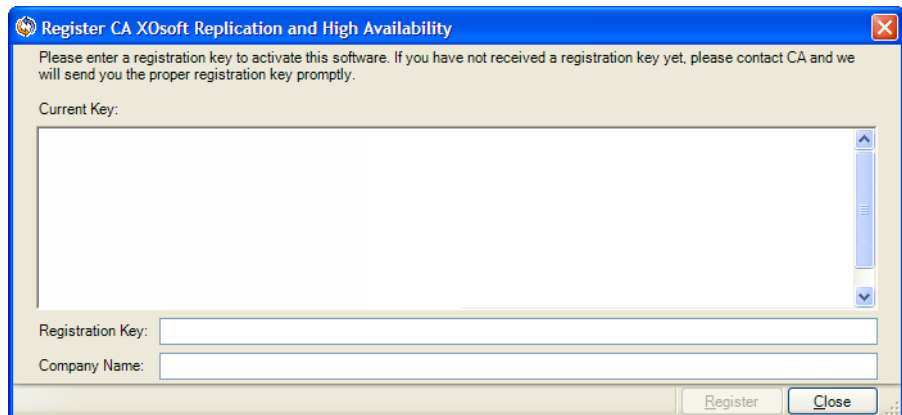 Register CA XOsoft Replication and High Availability
Please enter a registration key to activate this software. If you have not received a registration key yet, please contact CA and we
will send you the proper registration key promptly.
Current Key:
Registration Key:
Company Name:
Register
Close